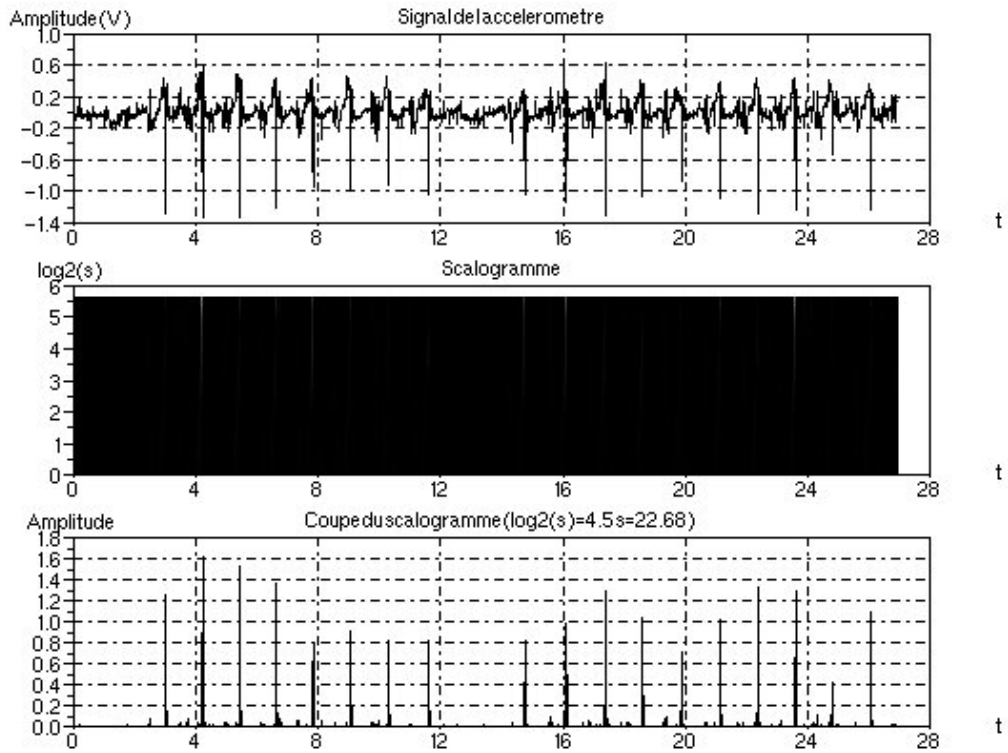 Amplitude(V)
Signaldelaccelerometre
1.0
0.6
0.2
−0.2
−0.6
−1.0
−1.4
0 4 8 12 16 20 24 28
t
log2(s)
Scalogramme
6
5
4
3
2
1
0
0 4 8 12 16 20 24 28
t
Amplitude
Coupeduscalogramme(log2(s)=4.5s=22.68)
1.8
1.6
1.4
1.2
1.0
0.8
0.6
0.4
0.2
0.0
0 4 8 12 16 20 24 28
t